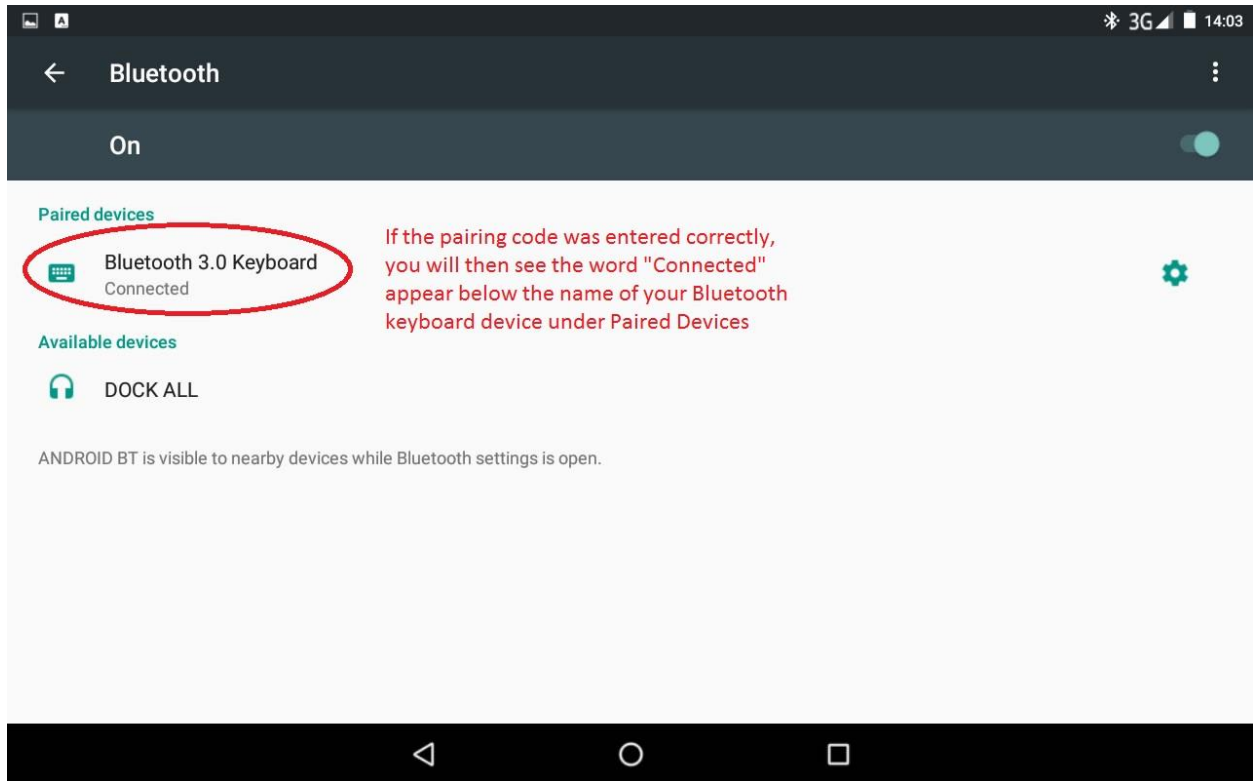 3G 14:03
Bluetooth
On
Paired devices
Bluetooth 3.0 Keyboard
Connected
If the pairing code was entered correctly,
you will then see the word "Connected"
appear below the name of your Bluetooth
keyboard device under Paired Devices
Available devices
DOCK ALL
ANDROID BT is visible to nearby devices while Bluetooth settings is open.